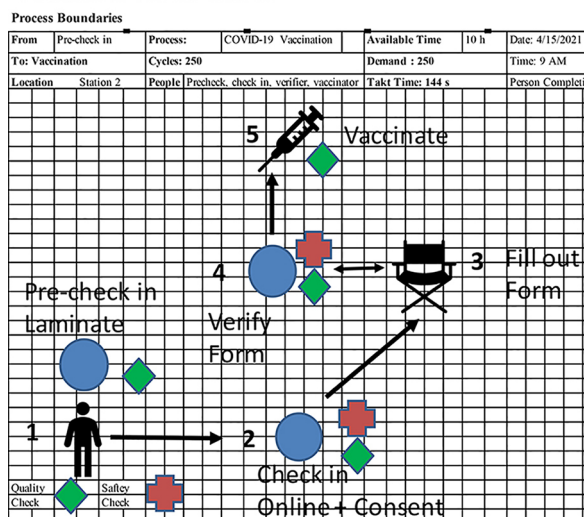 Process Boundaries
From Pre-check in Process: COVID-19 Vaccination Available Time 10 h Date: 4/15/2021
To: Vaccination Cycles: 250 Demand : 250 Time: 9 AM
Location Station 2 People Precheck, check in, verifier, vaccinator Takt Time: 144 s Person Completi
5 Vaccinate
4
3 Fill out
Form
Pre-check in
Laminate
Verify
Form
1
2
Check in
Online + Consent
Quality
Check
Saftey
Check